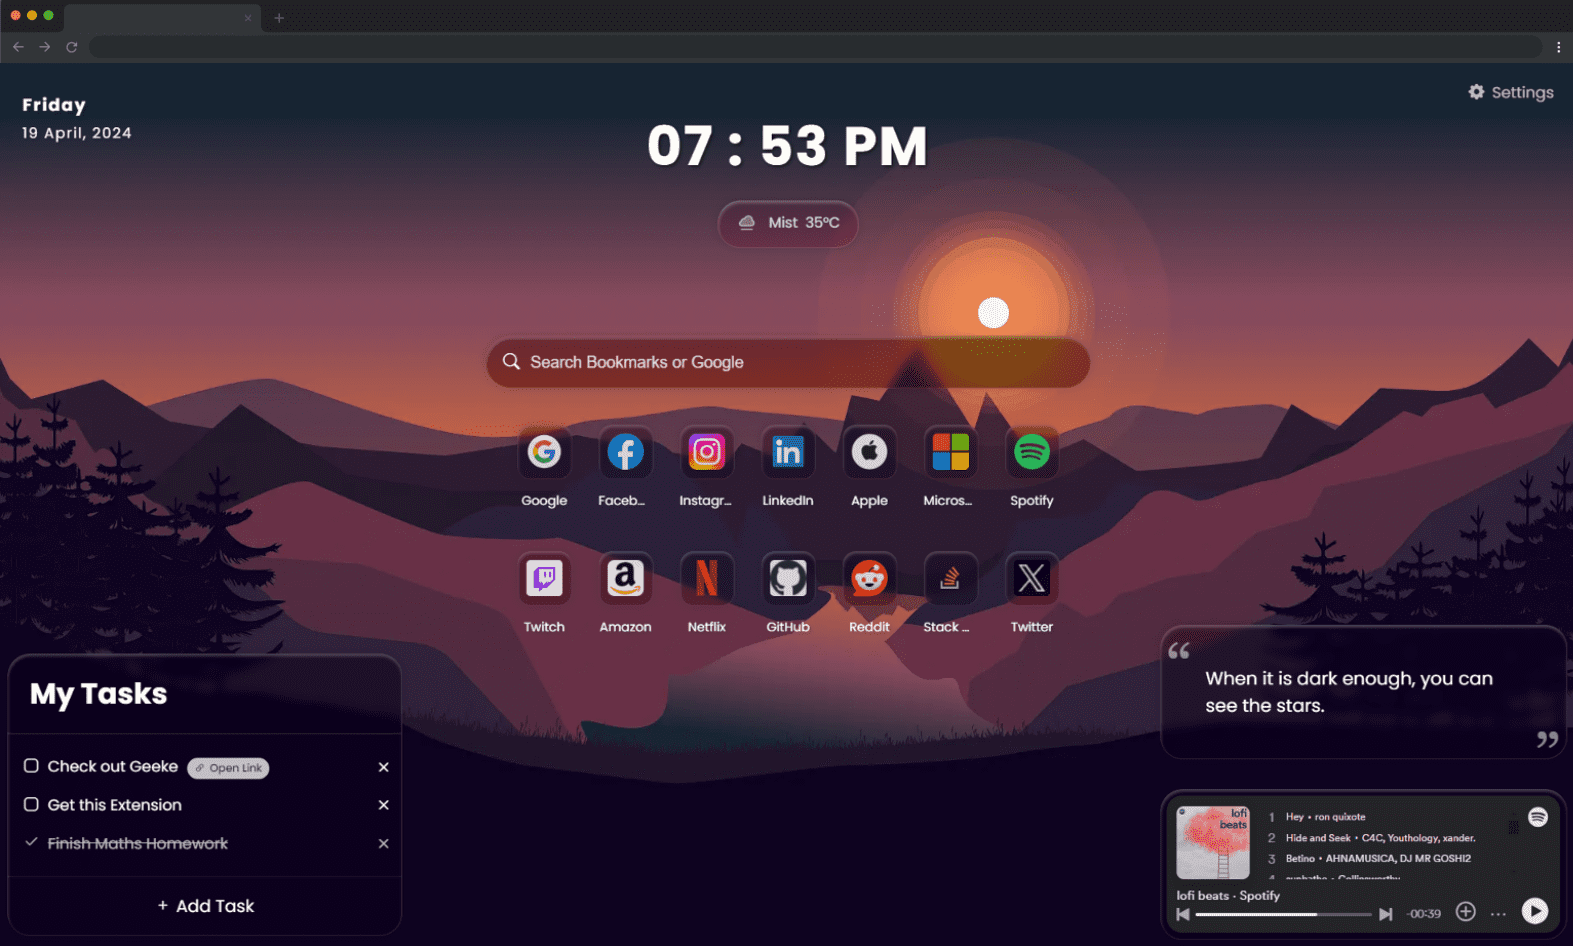 Friday
19 April, 2024
Settings
07 : 53 PM
Mist 35°C
Search Bookmarks or Google
Google Faceb... Instagr... LinkedIn Apple Micros... Spotify
Twitch Amazon Netflix GitHub Reddit Stack ... Twitter
My Tasks
Check out Geeke Open Link
Get this Extension
Finish Maths Homework
+ Add Task
“
When it is dark enough, you can
see the stars.
”
lofi
beats
1 Hey • ron quixote
2 Hide and Seek • C4C, Youthology, xander.
3 Betino • AHNAMUSICA, DJ MR GOSHI2
lofi beats · Spotify
-00:39